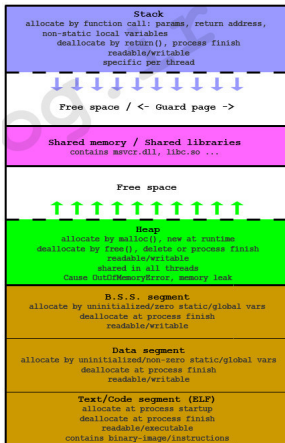 Stack
allocate by function call: params, return address,
non-static local variables
deallocate by return(), process finish
readable/writable
specific per thread
Free space / <- Guard page ->
Shared memory / Shared libraries
contains msvcr.dll, libc.so ...
Free space
Heap
allocate by malloc(), new at runtime
deallocate by free(), delete or process finish
readable/writable
shared in all threads
Cause OutOfMemoryError, memory leak
B.S.S. segment
allocate by uninitialized/zero static/global vars
deallocate at process finish
readable/writable
Data segment
allocate by uninitialized/non-zero static/global vars
deallocate at process finish
readable/writable
Text/Code segment (ELF)
allocate at process startup
deallocate at process finish
readable/executable
contains binary-image/instructions